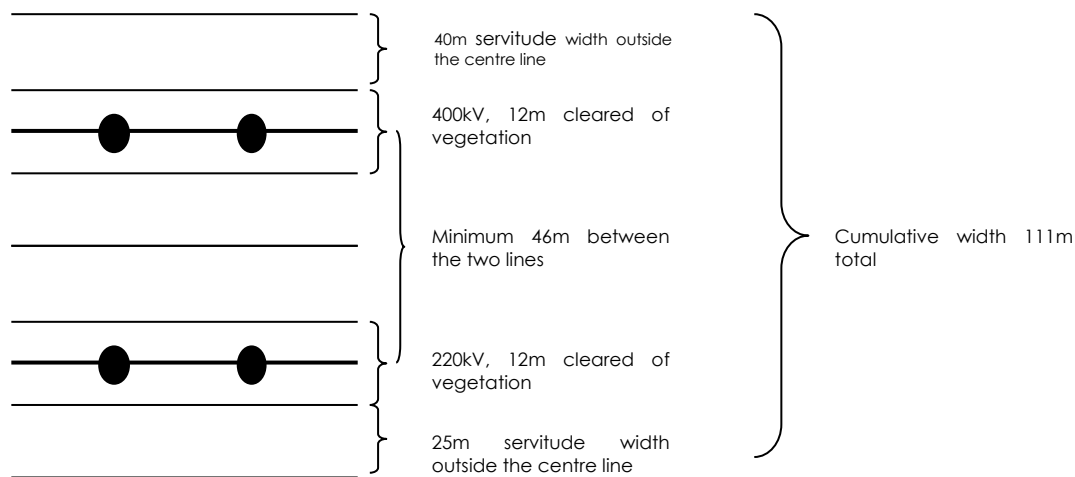 40m servitude width outside
the centre line
400kV, 12m cleared of
vegetation
Minimum 46m between
the two lines
Cumulative width 111m
total
220kV, 12m cleared of
vegetation
25m servitude width
outside the centre line